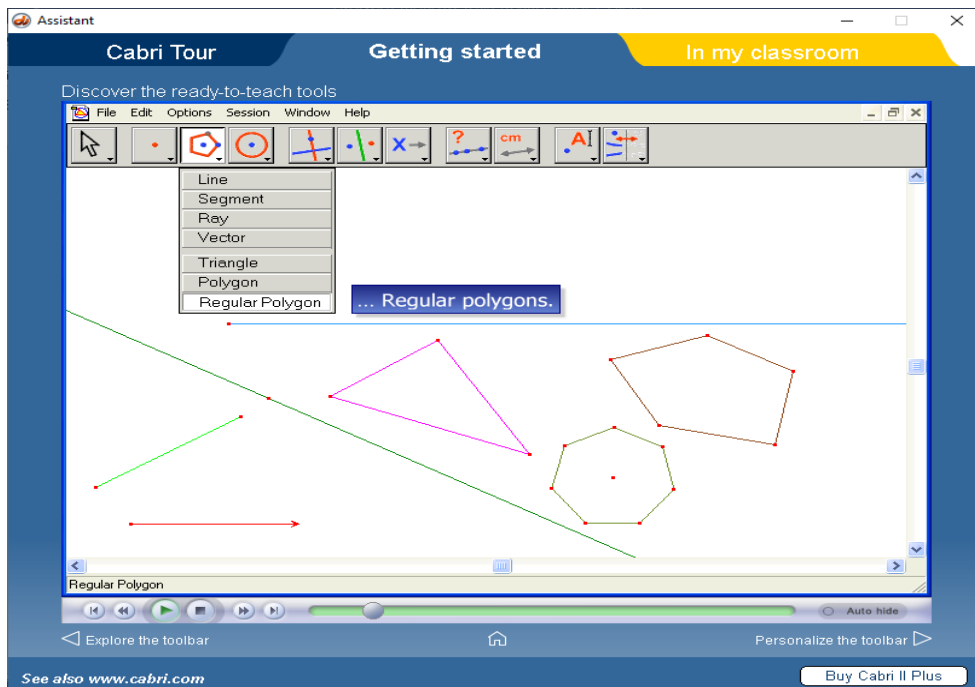 Assistant
Cabri Tour Getting started In my classroom
Discover the ready-to-teach tools
File Edit Options Session Window Help
? cm A
X
Line
Segment
Ray
Vector
Triangle
Polygon
Regular Polygon
... Regular polygons.
Regular Polygon
Auto hide
Explore the toolbar Personalize the toolbar
See also www.cabri.com Buy Cabri II Plus